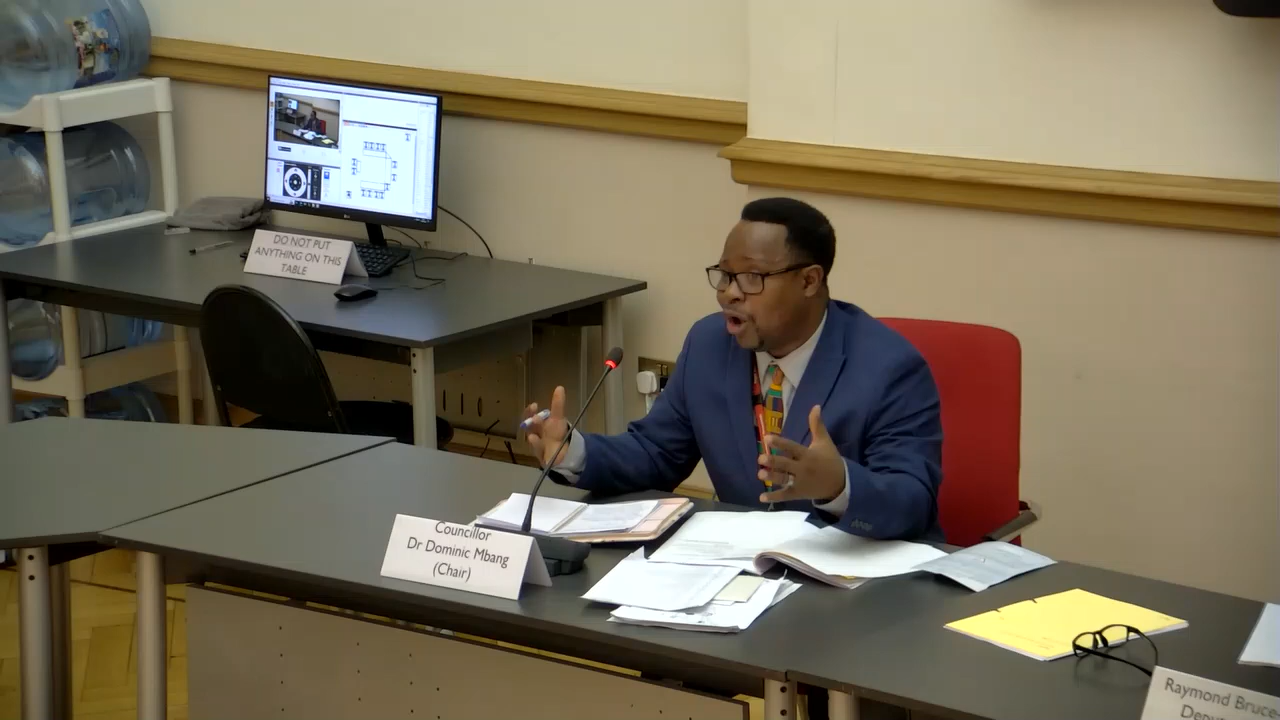 DO NOT PUT
ANYTHING ON THIS
TABLE
Councillor
Dr Dominic Mbang
(Chair)
Raymond Bruce